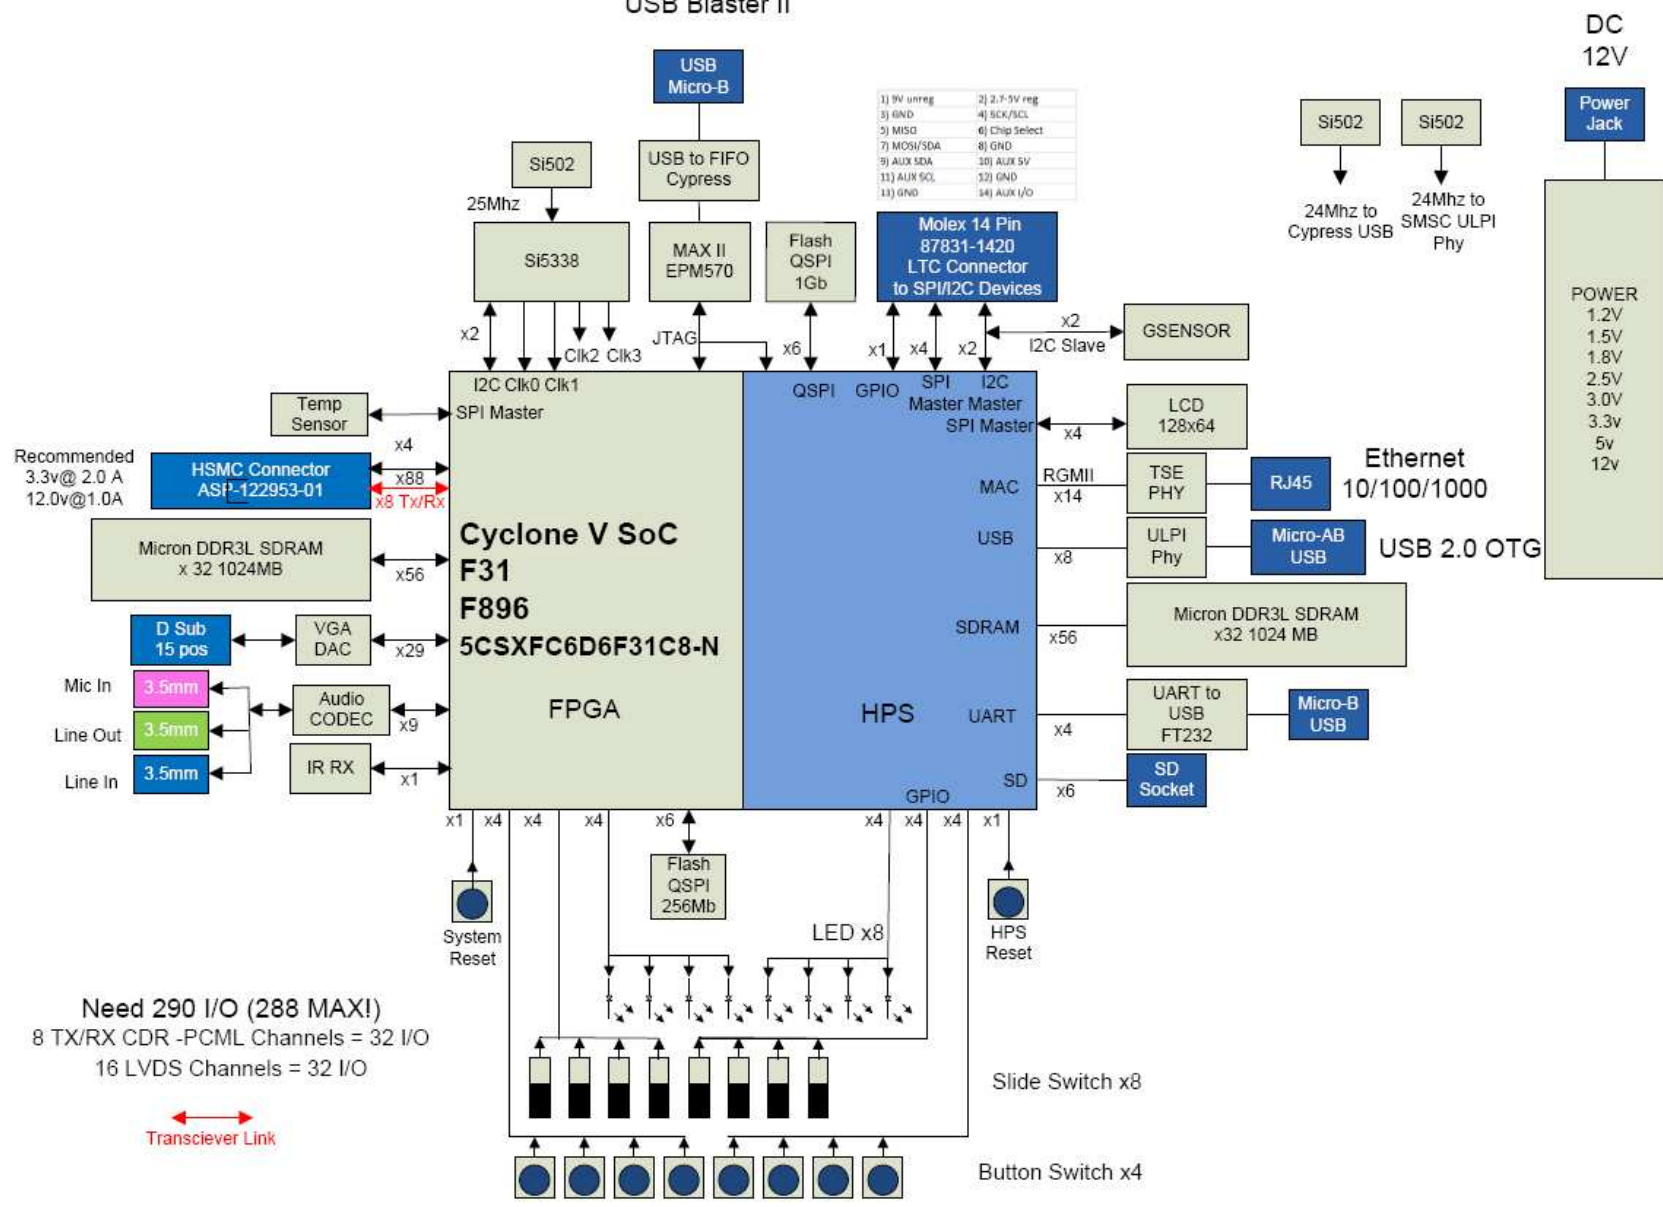 USB Blaster II
DC
12V
USB
Micro-B
Power
Jack
1) 9V unreg 2) 2.7-5V reg
3) GND 4) SCK/SCL
5) MISO 6) Chip Select
7) MOSI/SDA 8) GND
9) AUX SDA 10) AUX 5V
11) AUX SCL 12) GND
13) GND 14) AUX I/O
Si502
Si502
Si502
USB to FIFO
Cypress
25Mhz
24Mhz to
Cypress USB
24Mhz to
SMSC ULPI
Phy
Si5338
MAX II
EPM570
Flash
QSPI
1Gb
Molex 14 Pin
87831-1420
LTC Connector
to SPI/I2C Devices
POWER
1.2V
1.5V
1.8V
2.5V
3.0V
3.3v
5v
12v
x2
Clk2 Clk3
JTAG
x6
x1
x4
x2
x2
I2C Slave
GSENSOR
I2C Clk0 Clk1
SPI Master
QSPI
GPIO
SPI
Master
I2C
Master
SPI Master
x4
LCD
128x64
Temp
Sensor
x4
Recommended
3.3v@ 2.0 A
12.0v@1.0A
HSMC Connector
ASP-122953-01
x88
x8 Tx/Rx
MAC
RGMII
x14
TSE
PHY
RJ45
Ethernet
10/100/1000
Micron DDR3L SDRAM
x 32 1024MB
x56
Cyclone V SoC
F31
F896
5CSXFC6D6F31C8-N
USB
x8
ULPI
Phy
Micro-AB
USB
USB 2.0 OTG
D Sub
15 pos
VGA
DAC
x29
SDRAM
x56
Micron DDR3L SDRAM
x32 1024 MB
Mic In
3.5mm
Line Out
3.5mm
Line In
3.5mm
Audio
CODEC
x9
FPGA
HPS
UART
x4
UART to
USB
FT232
Micro-B
USB
IR RX
x1
SD
x6
SD
Socket
GPIO
x1
x4
x4
x4
x6
x4
x4
x4
x1
Flash
QSPI
256Mb
System
Reset
LED x8
HPS
Reset
Need 290 I/O (288 MAX!)
8 TX/RX CDR -PCML Channels = 32 I/O
16 LVDS Channels = 32 I/O
Transciever Link
Slide Switch x8
Button Switch x4